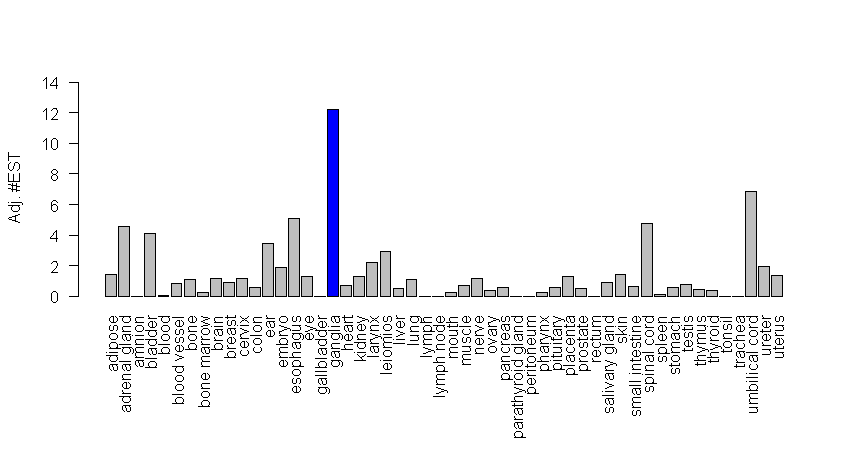 Adj. #EST
14
12
10
8
6
4
2
0
adipose
adrenal gland
amnion
bladder
blood
blood vessel
bone
bone marrow
brain
breast
cervix
colon
ear
embryo
esophagus
eye
gallbladder
ganglia
heart
kidney
larynx
leiomios
liver
lung
lymph
lymph node
mouth
muscle
nerve
ovary
pancreas
parathyroid gland
peritoneum
pharynx
pituitary
placenta
prostate
rectum
salivary gland
skin
small intestine
spinal cord
spleen
stomach
testis
thymus
thyroid
tonsil
trachea
umbilical cord
ureter
uterus